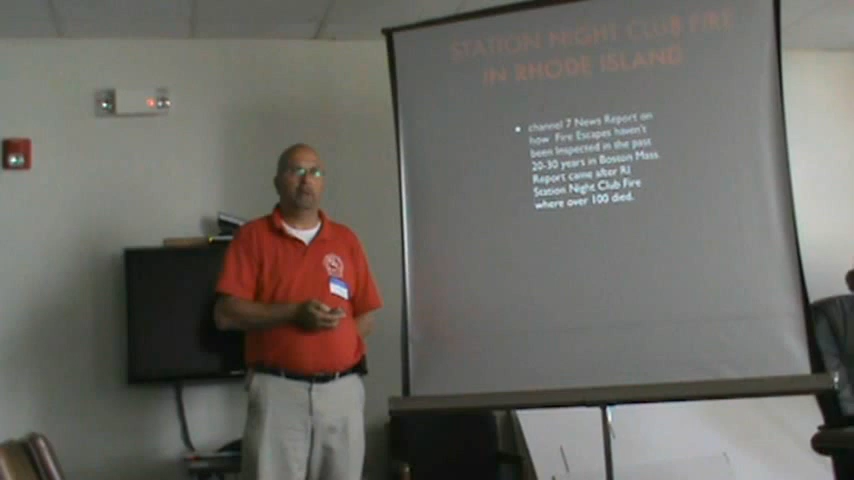 STATION NIGHT CLUB FIRE
IN RHODE ISLAND
• channel 7 News Report on
how Fire Escapes haven't
been Inspected in the past
20-30 years in Bosson Mass.
Report came after RI
Station Night Club Fire
where over 100 died.